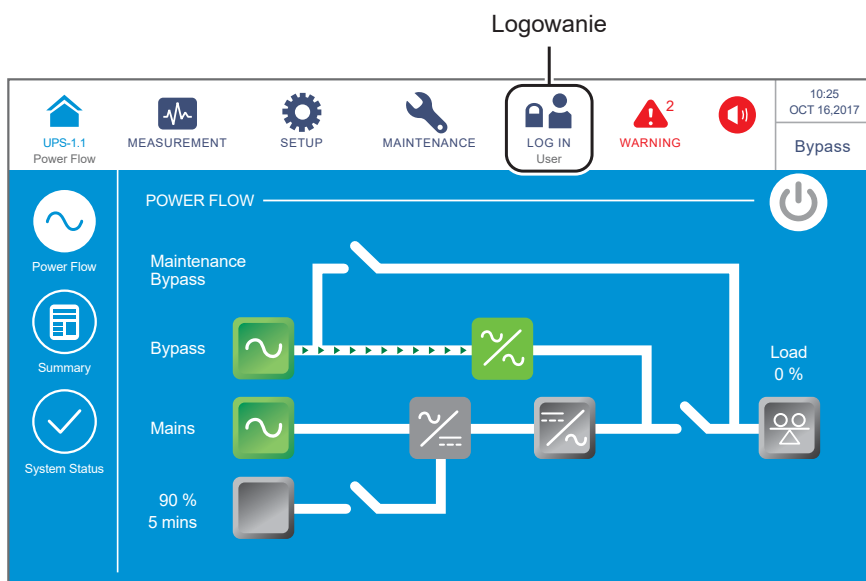 Logowanie
UPS-1.1
Power Flow
MEASUREMENT
SETUP
MAINTENANCE
LOG IN
User
2
WARNING
10:25
OCT 16,2017
Bypass
POWER FLOW
Power Flow
Summary
System Status
Maintenance
Bypass
Bypass
Mains
90 %
5 mins
Load
0 %